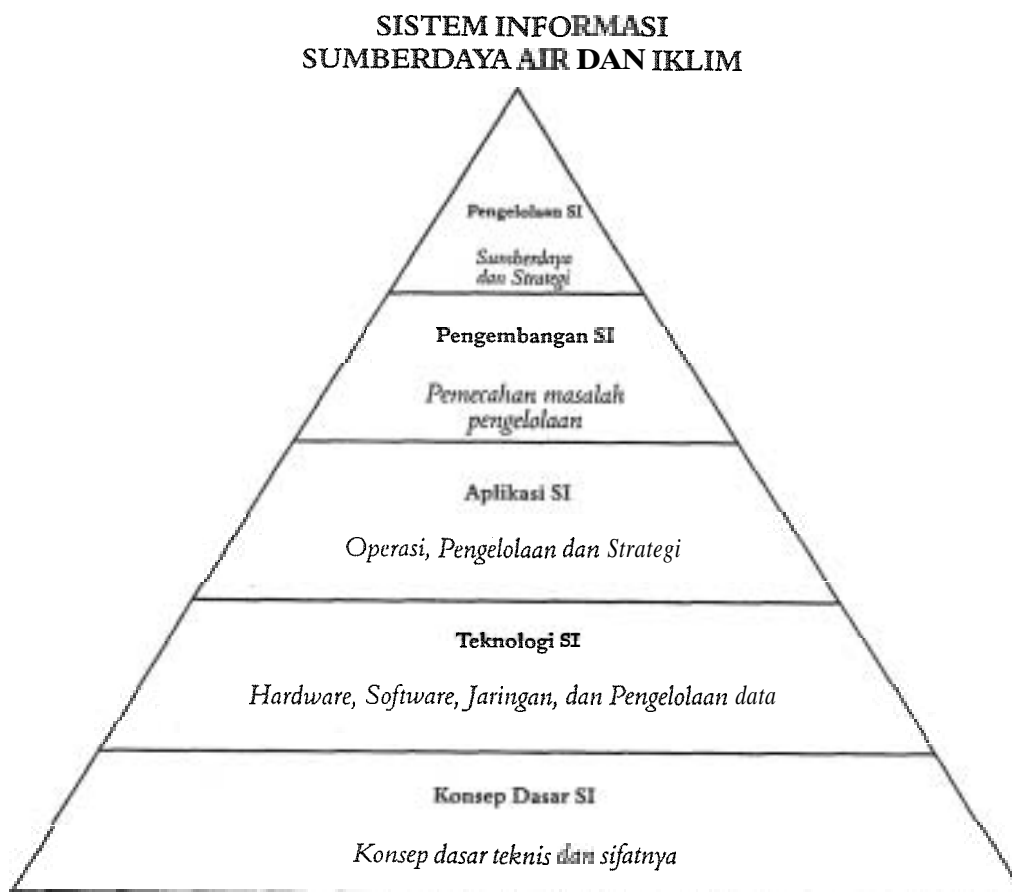 SISTEM INFORMASI
SUMBERDAYA AIR DAN IKLIM
Pengelolaan SI
Sumberdaya
dan Strategi
Pengembangan SI
Pemecahan masalah
pengelolaan
Aplikasi SI
Operasi, Pengelolaan dan Strategi
Teknologi SI
Hardware, Software, Jaringan, dan Pengelolaan data
Konsep Dasar SI
Konsep dasar teknis dan sifatnya